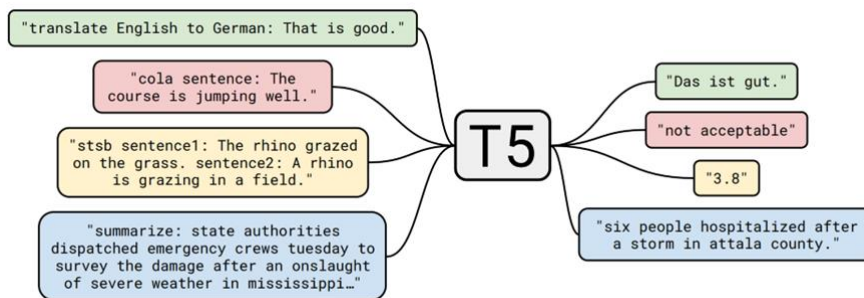 "translate English to German: That is good."
"cola sentence: The
course is jumping well."
"stsb sentence1: The rhino grazed
on the grass. sentence2: A rhino
is grazing in a field."
"summarize: state authorities
dispatched emergency crews tuesday to
survey the damage after an onslaught
of severe weather in mississippi…"
T5
"Das ist gut."
"not acceptable"
"3.8"
"six people hospitalized after
a storm in attala county."